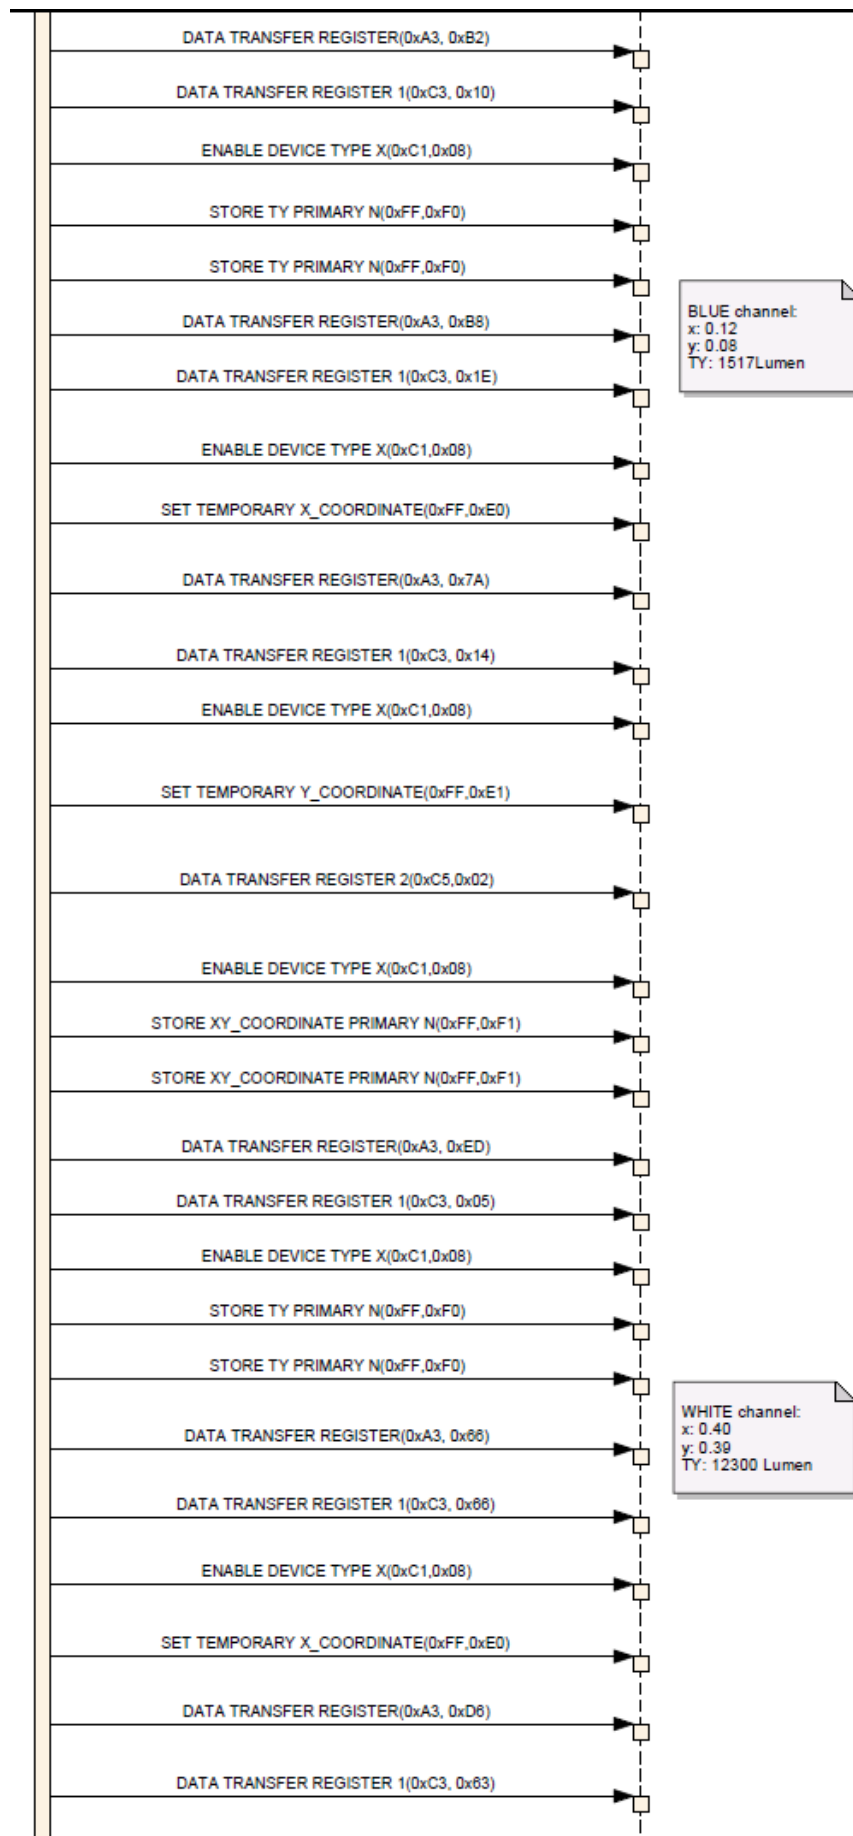 DATA TRANSFER REGISTER(0xA3, 0xB2)
DATA TRANSFER REGISTER 1(0xC3, 0x10)
ENABLE DEVICE TYPE X(0xC1,0x08)
STORE TY PRIMARY N(0xFF,0xF0)
STORE TY PRIMARY N(0xFF,0xF0)
BLUE channel:
x: 0.12
y: 0.08
TY: 1517Lumen
DATA TRANSFER REGISTER(0xA3, 0xB8)
DATA TRANSFER REGISTER 1(0xC3, 0x1E)
ENABLE DEVICE TYPE X(0xC1,0x08)
SET TEMPORARY X_COORDINATE(0xFF,0xE0)
DATA TRANSFER REGISTER(0xA3, 0x7A)
DATA TRANSFER REGISTER 1(0xC3, 0x14)
ENABLE DEVICE TYPE X(0xC1,0x08)
SET TEMPORARY Y_COORDINATE(0xFF,0xE1)
DATA TRANSFER REGISTER 2(0xC5,0x02)
ENABLE DEVICE TYPE X(0xC1,0x08)
STORE XY_COORDINATE PRIMARY N(0xFF,0xF1)
STORE XY_COORDINATE PRIMARY N(0xFF,0xF1)
DATA TRANSFER REGISTER(0xA3, 0xED)
DATA TRANSFER REGISTER 1(0xC3, 0x05)
ENABLE DEVICE TYPE X(0xC1,0x08)
STORE TY PRIMARY N(0xFF,0xF0)
STORE TY PRIMARY N(0xFF,0xF0)
WHITE channel:
x: 0.40
y: 0.39
TY: 12300 Lumen
DATA TRANSFER REGISTER(0xA3, 0x66)
DATA TRANSFER REGISTER 1(0xC3, 0x66)
ENABLE DEVICE TYPE X(0xC1,0x08)
SET TEMPORARY X_COORDINATE(0xFF,0xE0)
DATA TRANSFER REGISTER(0xA3, 0xD6)
DATA TRANSFER REGISTER 1(0xC3, 0x63)